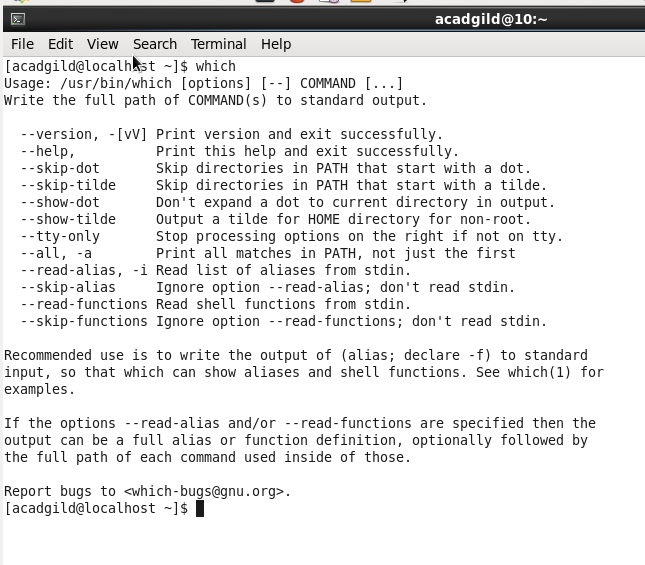 acadgild@10:~
File Edit View Search Terminal Help
[acadgild@localhost ~]$ which
Usage: /usr/bin/which [options] [--] COMMAND [...]
Write the full path of COMMAND(s) to standard output.

  --version, -[vV] Print version and exit successfully.
  --help,          Print this help and exit successfully.
  --skip-dot       Skip directories in PATH that start with a dot.
  --skip-tilde     Skip directories in PATH that start with a tilde.
  --show-dot       Don't expand a dot to current directory in output.
  --show-tilde     Output a tilde for HOME directory for non-root.
  --tty-only       Stop processing options on the right if not on tty.
  --all, -a        Print all matches in PATH, not just the first
  --read-alias, -i Read list of aliases from stdin.
  --skip-alias     Ignore option --read-alias; don't read stdin.
  --read-functions Read shell functions from stdin.
  --skip-functions Ignore option --read-functions; don't read stdin.

Recommended use is to write the output of (alias; declare -f) to standard
input, so that which can show aliases and shell functions. See which(1) for
examples.

If the options --read-alias and/or --read-functions are specified then the
output can be a full alias or function definition, optionally followed by
the full path of each command used inside of those.

Report bugs to <which-bugs@gnu.org>.
[acadgild@localhost ~]$